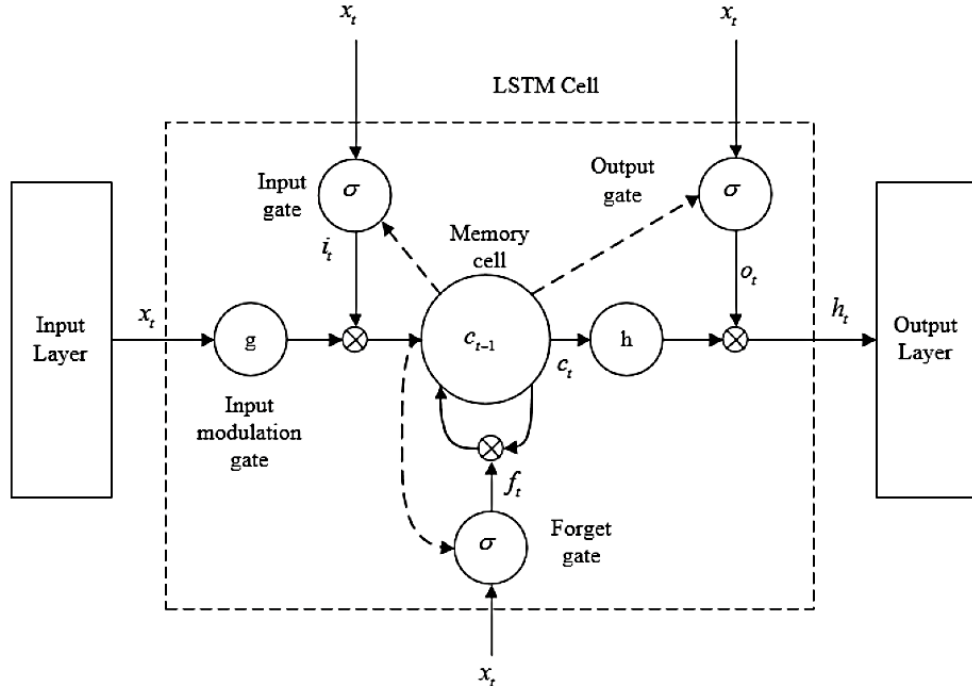 x_t
x_t
LSTM Cell
Input
gate
σ
Output
gate
σ
i_t
Memory
cell
o_t
Input
Layer
x_t
g
c_{t-1}
c_t
h
h_t
Output
Layer
Input
modulation
gate
f_t
σ
Forget
gate
x_t